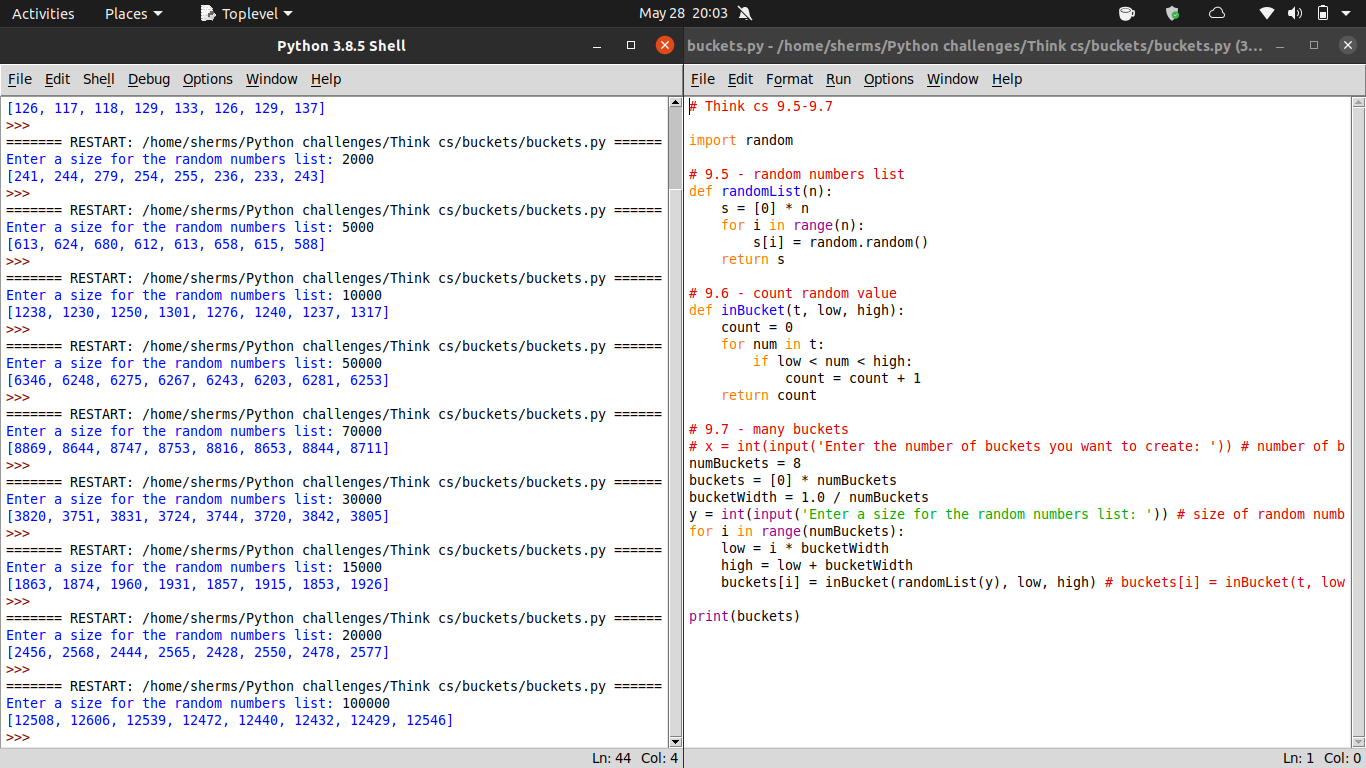 Activities Places Toplevel May 28 20:03
Python 3.8.5 Shell
File Edit Shell Debug Options Window Help
[126, 117, 118, 129, 133, 126, 129, 137]
>>>
======= RESTART: /home/sherms/Python challenges/Think cs/buckets/buckets.py ======
Enter a size for the random numbers list: 2000
[241, 244, 279, 254, 255, 236, 233, 243]
>>>
======= RESTART: /home/sherms/Python challenges/Think cs/buckets/buckets.py ======
Enter a size for the random numbers list: 5000
[613, 624, 680, 612, 613, 658, 615, 588]
>>>
======= RESTART: /home/sherms/Python challenges/Think cs/buckets/buckets.py ======
Enter a size for the random numbers list: 10000
[1238, 1230, 1250, 1301, 1276, 1240, 1237, 1317]
>>>
======= RESTART: /home/sherms/Python challenges/Think cs/buckets/buckets.py ======
Enter a size for the random numbers list: 50000
[6346, 6248, 6275, 6267, 6243, 6203, 6281, 6253]
>>>
======= RESTART: /home/sherms/Python challenges/Think cs/buckets/buckets.py ======
Enter a size for the random numbers list: 70000
[8869, 8644, 8747, 8753, 8816, 8653, 8844, 8711]
>>>
======= RESTART: /home/sherms/Python challenges/Think cs/buckets/buckets.py ======
Enter a size for the random numbers list: 30000
[3820, 3751, 3831, 3724, 3744, 3720, 3842, 3805]
>>>
======= RESTART: /home/sherms/Python challenges/Think cs/buckets/buckets.py ======
Enter a size for the random numbers list: 15000
[1863, 1874, 1960, 1931, 1857, 1915, 1853, 1926]
>>>
======= RESTART: /home/sherms/Python challenges/Think cs/buckets/buckets.py ======
Enter a size for the random numbers list: 20000
[2456, 2568, 2444, 2565, 2428, 2550, 2478, 2577]
>>>
======= RESTART: /home/sherms/Python challenges/Think cs/buckets/buckets.py ======
Enter a size for the random numbers list: 100000
[12508, 12606, 12539, 12472, 12440, 12432, 12429, 12546]
>>>
Ln: 44 Col: 4
buckets.py - /home/sherms/Python challenges/Think cs/buckets/buckets.py (3...
File Edit Format Run Options Window Help
# Think cs 9.5-9.7
import random
# 9.5 - random numbers list
def randomList(n):
    s = [0] * n
    for i in range(n):
        s[i] = random.random()
    return s
# 9.6 - count random value
def inBucket(t, low, high):
    count = 0
    for num in t:
        if low < num < high:
            count = count + 1
    return count
# 9.7 - many buckets
# x = int(input('Enter the number of buckets you want to create: ')) # number of b
numBuckets = 8
buckets = [0] * numBuckets
bucketWidth = 1.0 / numBuckets
y = int(input('Enter a size for the random numbers list: ')) # size of random numb
for i in range(numBuckets):
    low = i * bucketWidth
    high = low + bucketWidth
    buckets[i] = inBucket(randomList(y), low, high) # buckets[i] = inBucket(t, low
print(buckets)
Ln: 1 Col: 0